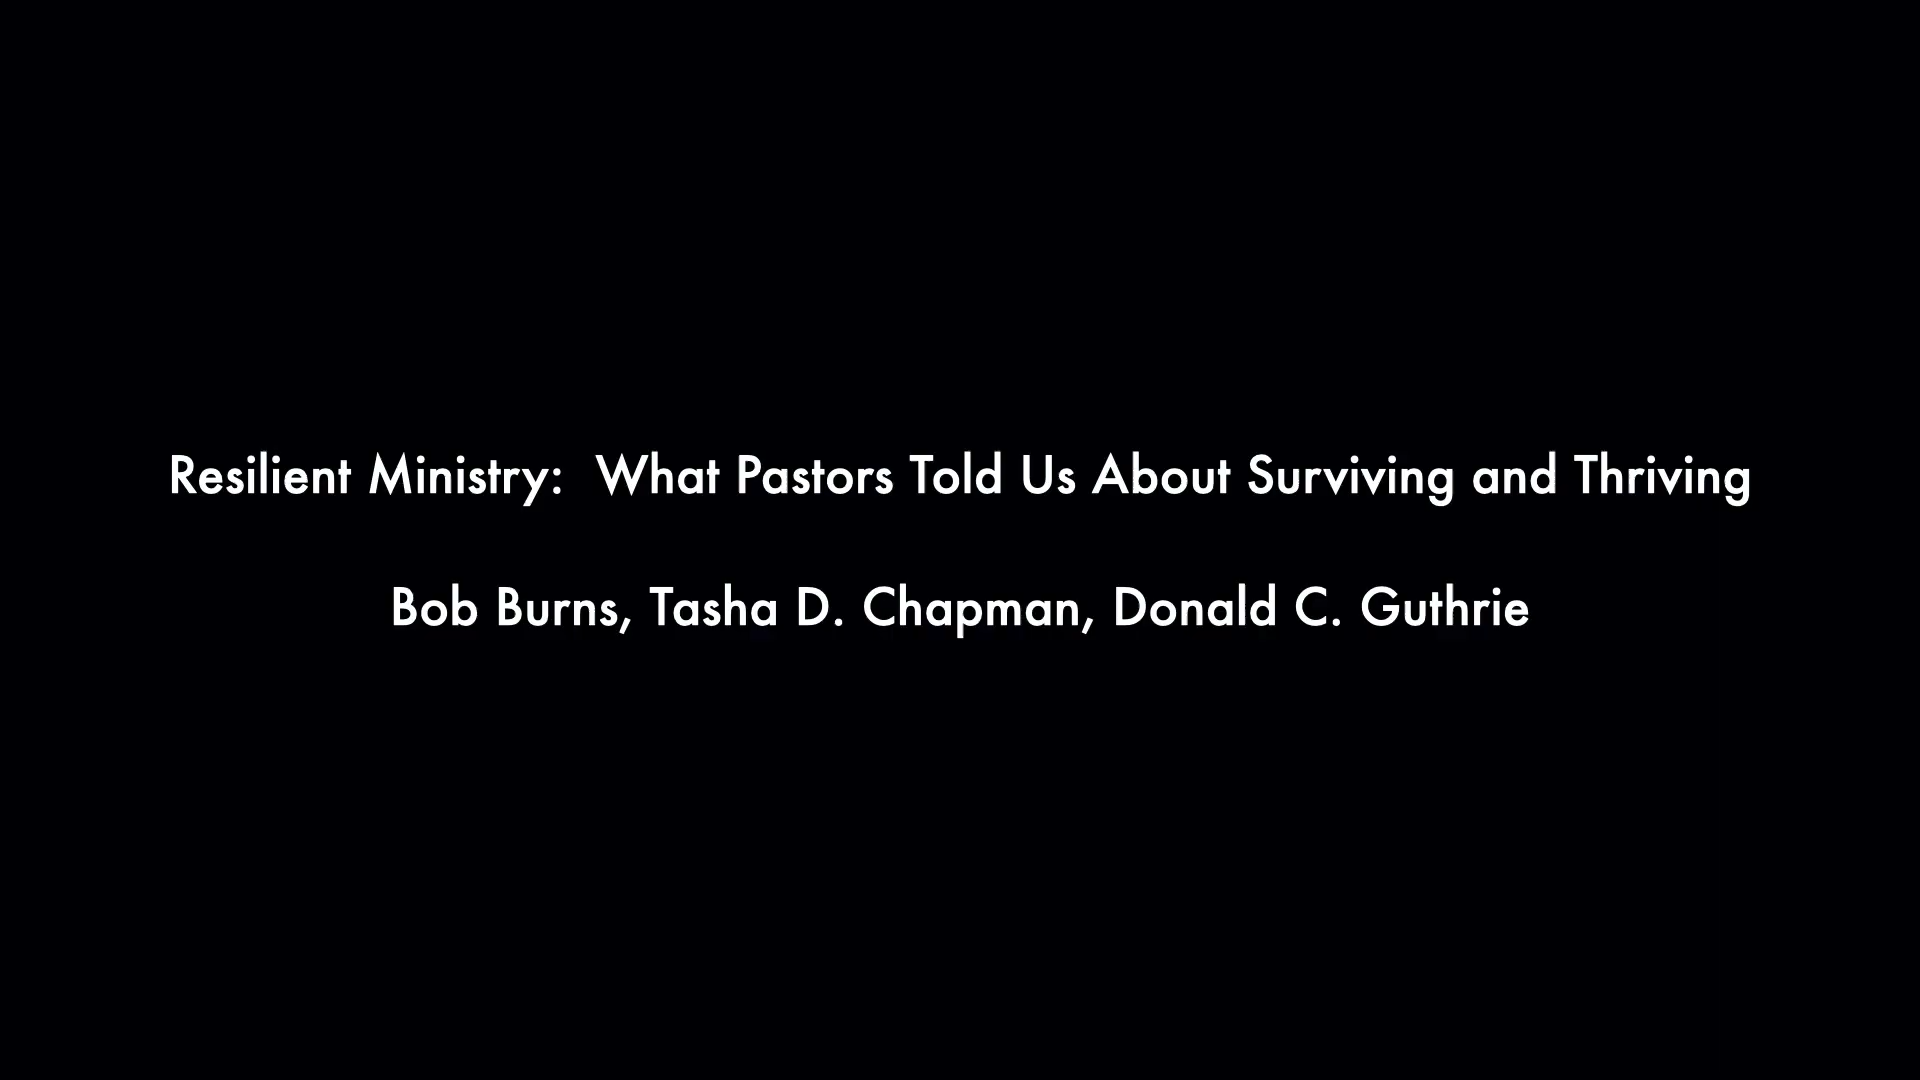 Resilient Ministry:  What Pastors Told Us About Surviving and Thriving
Bob Burns, Tasha D. Chapman, Donald C. Guthrie